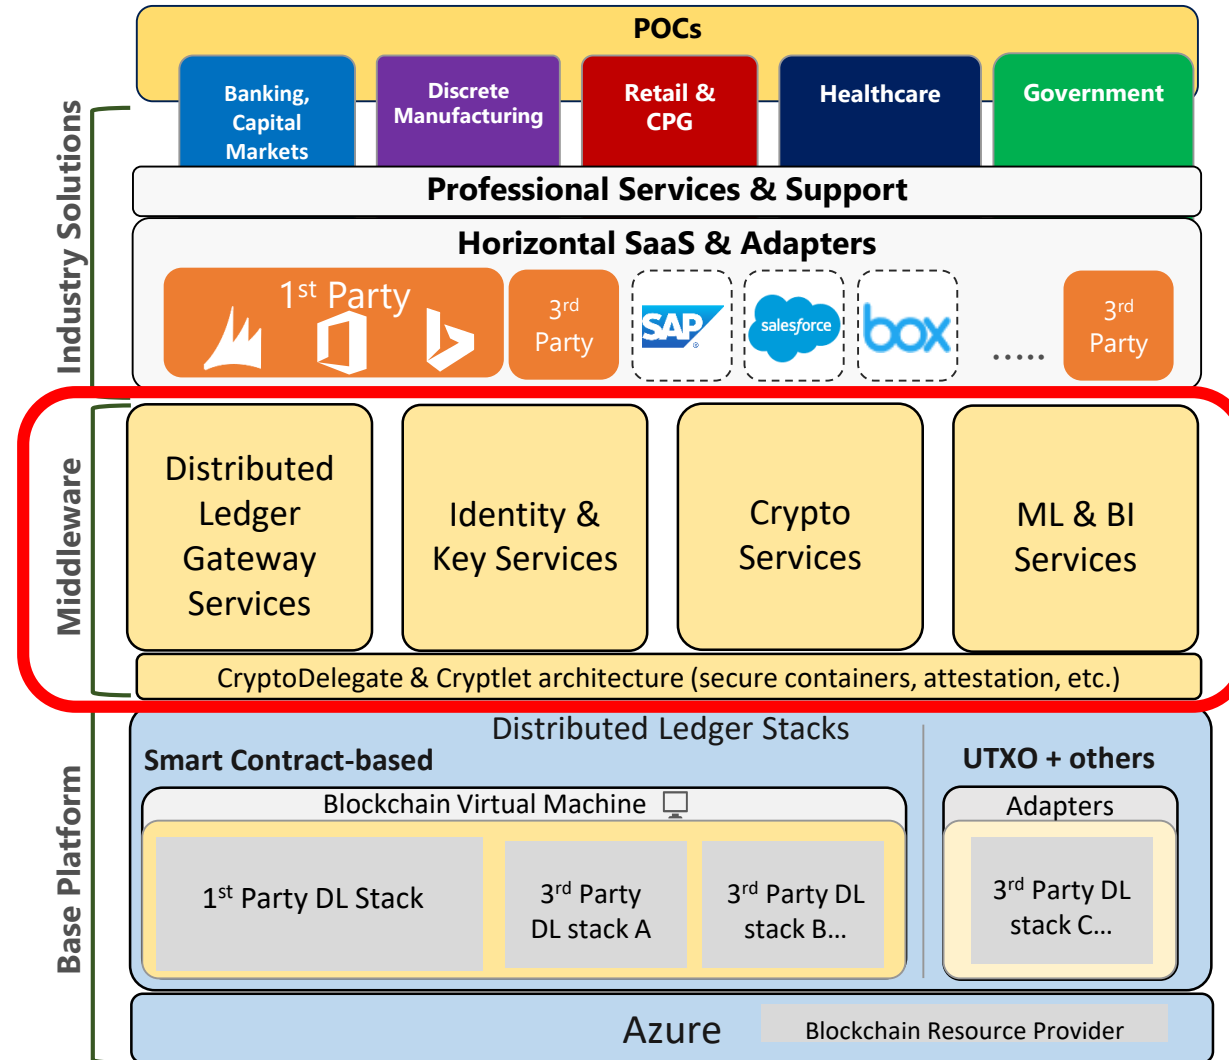 POCs
Banking,
Capital
Markets
Discrete
Manufacturing
Retail &
CPG
Healthcare
Government
Industry Solutions
Professional Services & Support
Horizontal SaaS & Adapters
1st Party
3rd
Party
SAP
®
salesforce
box
.....
3rd
Party
Middleware
Distributed
Ledger
Gateway
Services
Identity &
Key Services
Crypto
Services
ML & BI
Services
CryptoDelegate & Cryptlet architecture (secure containers, attestation, etc.)
Base Platform
Distributed Ledger Stacks
Smart Contract-based
UTXO + others
Blockchain Virtual Machine
Adapters
1st Party DL Stack
3rd Party
DL stack A
3rd Party DL
stack B...
3rd Party DL
stack C...
Azure
Blockchain Resource Provider